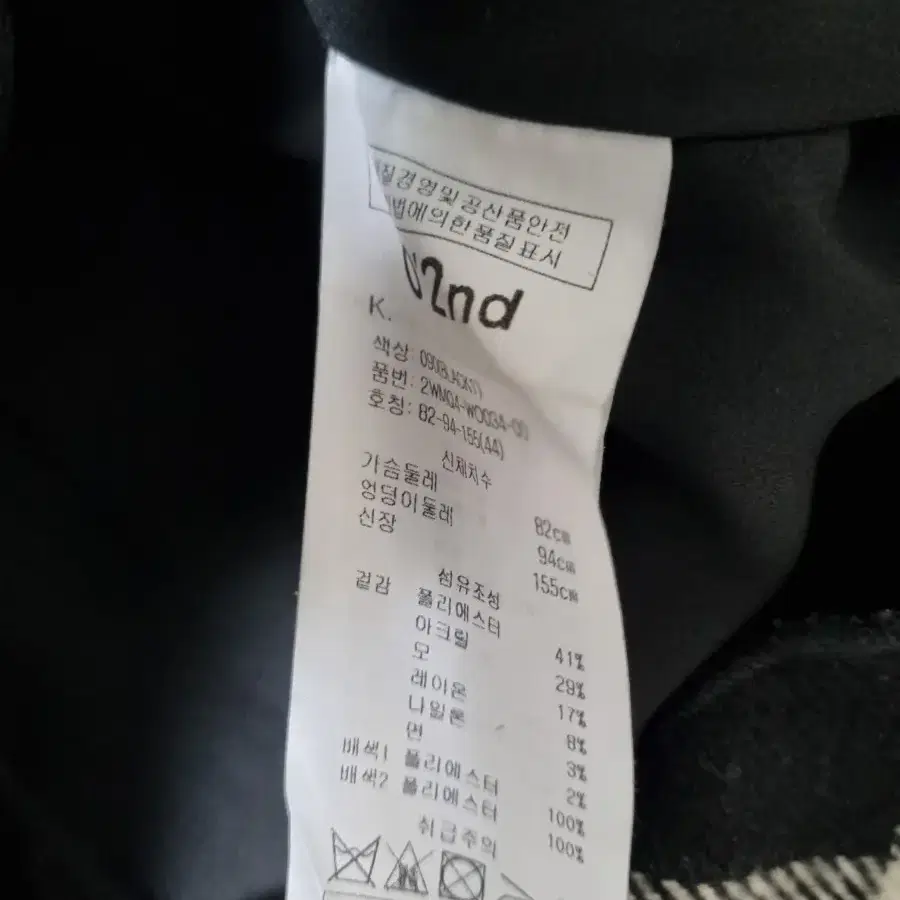 질경영및공산품안전
법에의한품질표시
2nd
K.
색상:
품번: 2WMQ4-WO034-00
호칭: 82-94-155(44)
신체치수
가슴둘레 82cm
엉덩이둘레 94cm
신장 155cm
섬유조성
겉감 폴리에스터 41%
아크릴 29%
모 17%
레이온 8%
나일론 3%
면 2%
배색1 폴리에스터 100%
배색2 폴리에스터 100%
취급주의